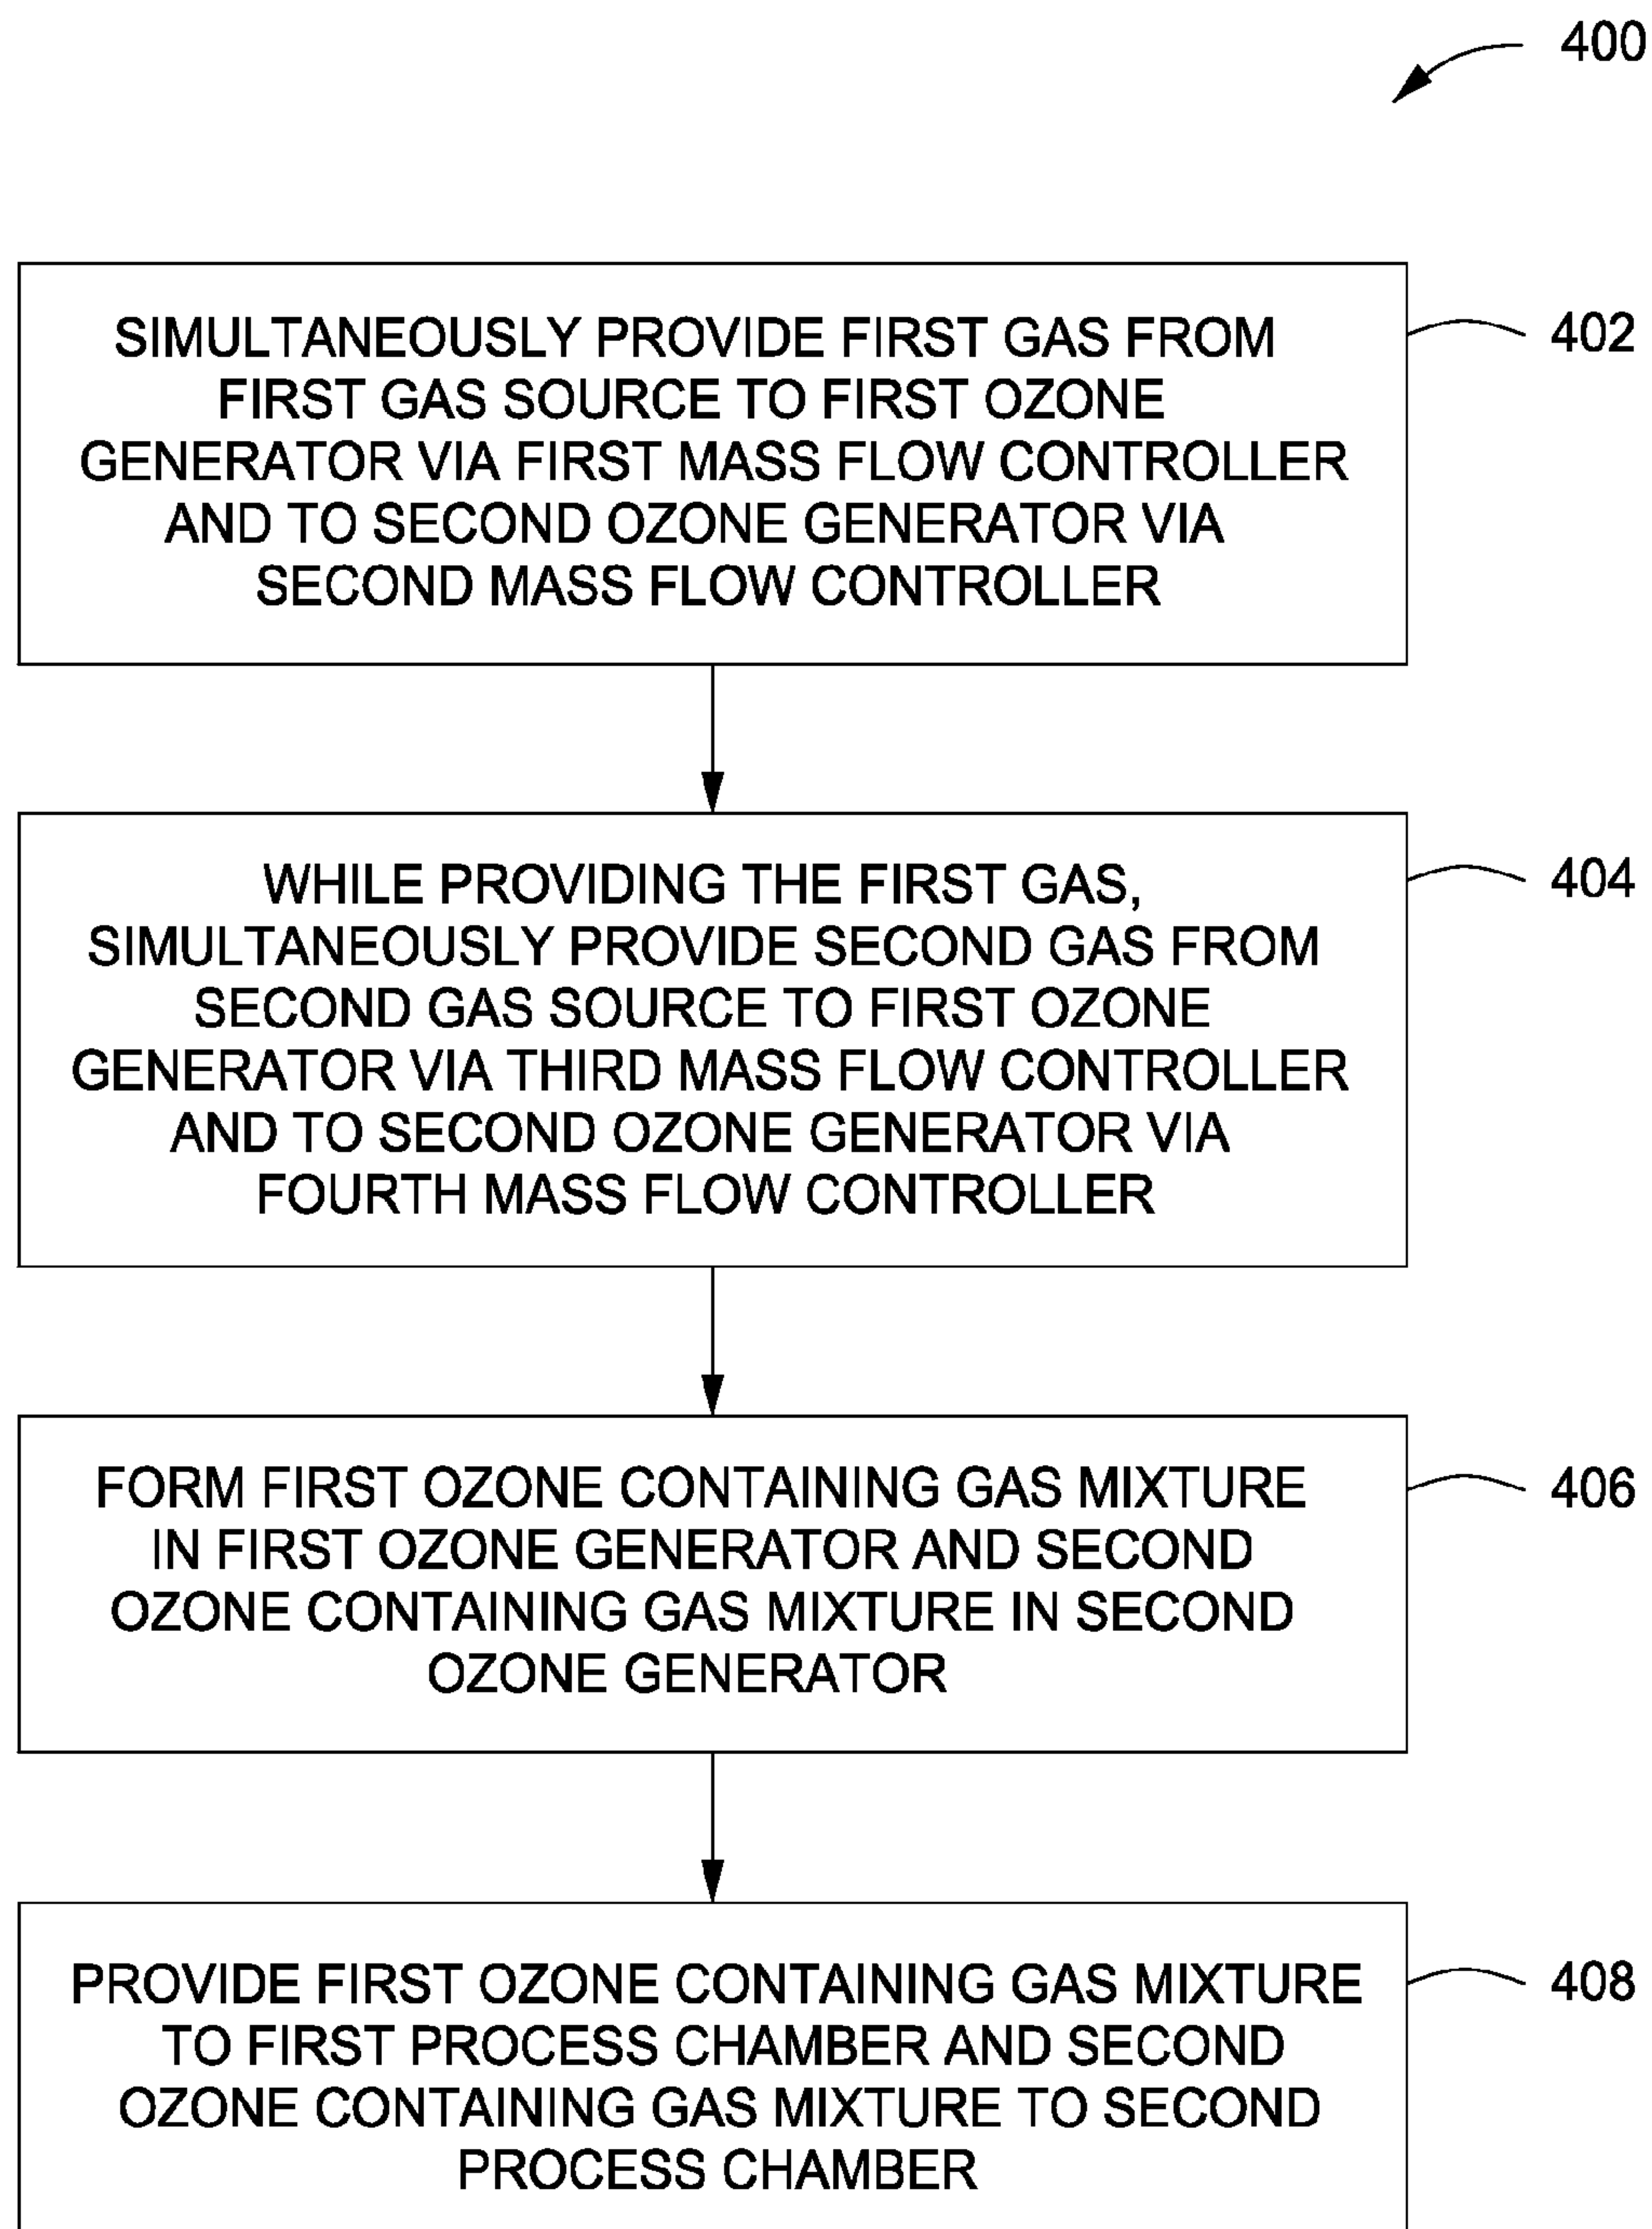 400
SIMULTANEOUSLY PROVIDE FIRST GAS FROM
FIRST GAS SOURCE TO FIRST OZONE
GENERATOR VIA FIRST MASS FLOW CONTROLLER
AND TO SECOND OZONE GENERATOR VIA
SECOND MASS FLOW CONTROLLER
402
WHILE PROVIDING THE FIRST GAS,
SIMULTANEOUSLY PROVIDE SECOND GAS FROM
SECOND GAS SOURCE TO FIRST OZONE
GENERATOR VIA THIRD MASS FLOW CONTROLLER
AND TO SECOND OZONE GENERATOR VIA
FOURTH MASS FLOW CONTROLLER
404
FORM FIRST OZONE CONTAINING GAS MIXTURE
IN FIRST OZONE GENERATOR AND SECOND
OZONE CONTAINING GAS MIXTURE IN SECOND
OZONE GENERATOR
406
PROVIDE FIRST OZONE CONTAINING GAS MIXTURE
TO FIRST PROCESS CHAMBER AND SECOND
OZONE CONTAINING GAS MIXTURE TO SECOND
PROCESS CHAMBER
408